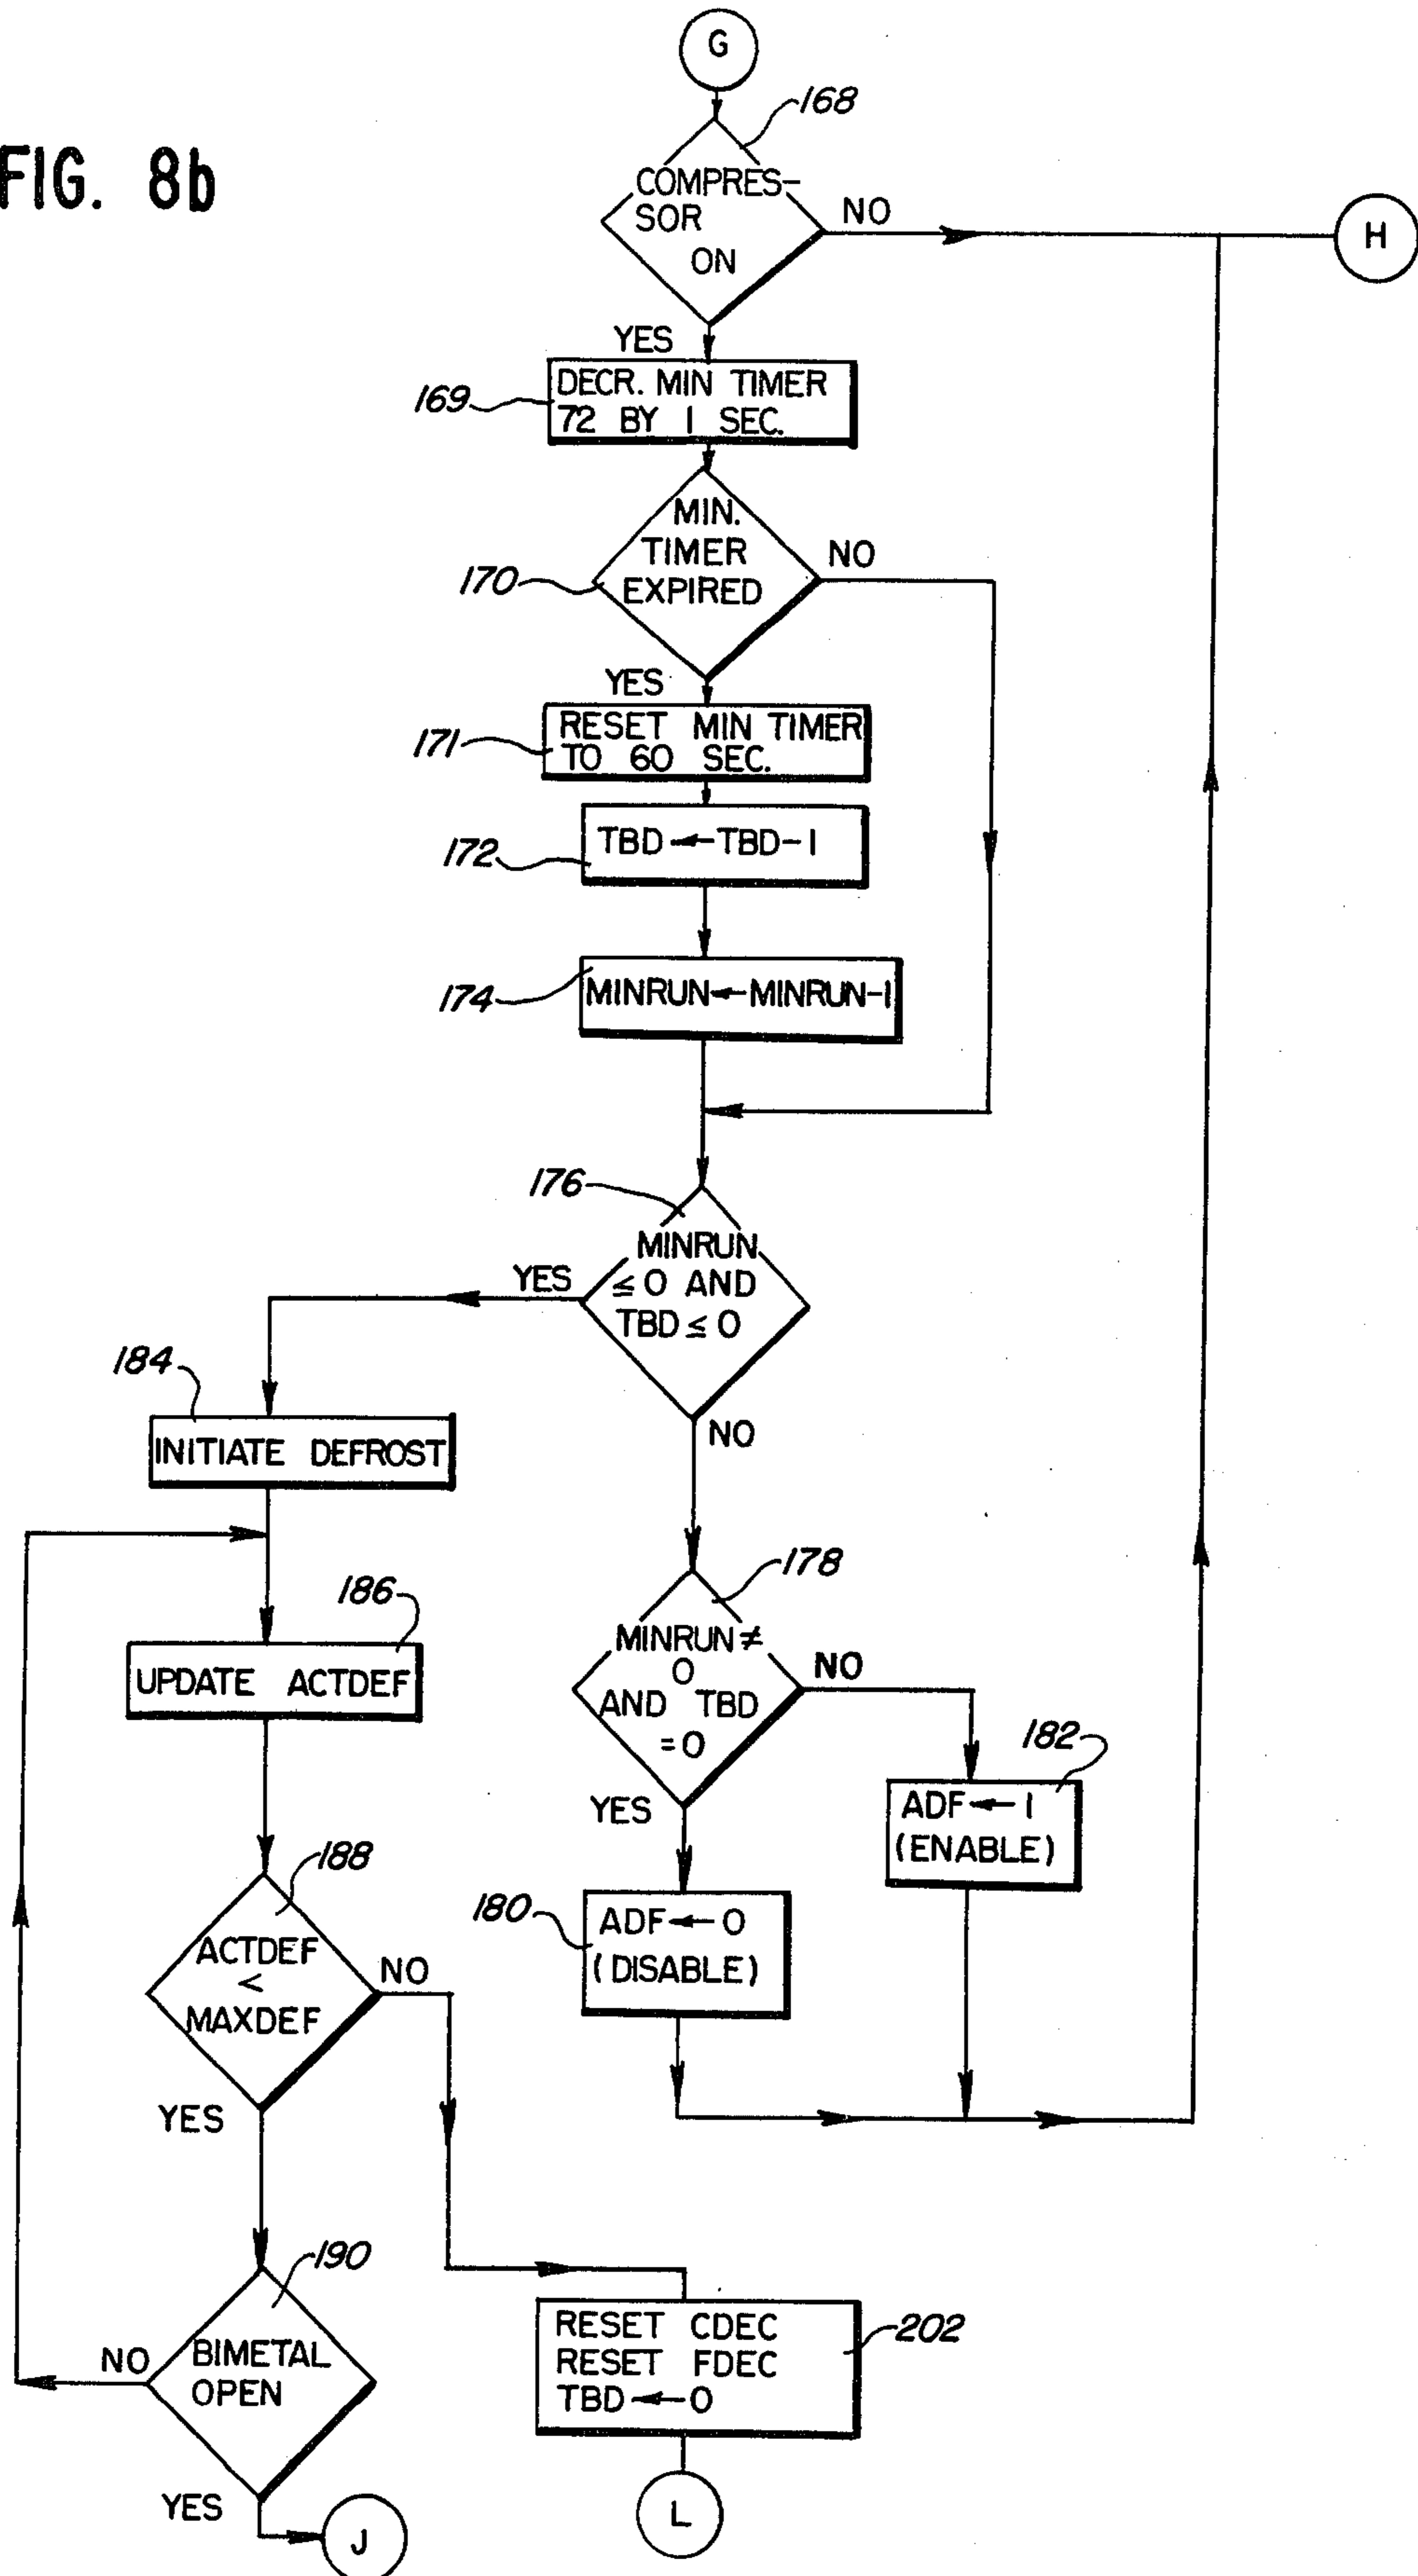 FIG. 8b
G
168
COMPRES-
SOR
ON
NO
H
YES
169
DECR. MIN TIMER
72 BY 1 SEC.
MIN.
TIMER
EXPIRED
NO
170
YES
171
RESET MIN TIMER
TO 60 SEC.
172
TBD←TBD-1
174
MINRUN←MINRUN-1
176
MINRUN
≤ 0 AND
TBD ≤ 0
YES
NO
184
INITIATE DEFROST
178
MINRUN ≠
0
AND TBD
=0
NO
YES
186
UPDATE ACTDEF
182
ADF←1
(ENABLE)
180
ADF←0
(DISABLE)
188
ACTDEF
<
MAXDEF
NO
YES
190
BIMETAL
OPEN
NO
YES
J
202
RESET CDEC
RESET FDEC
TBD←0
L